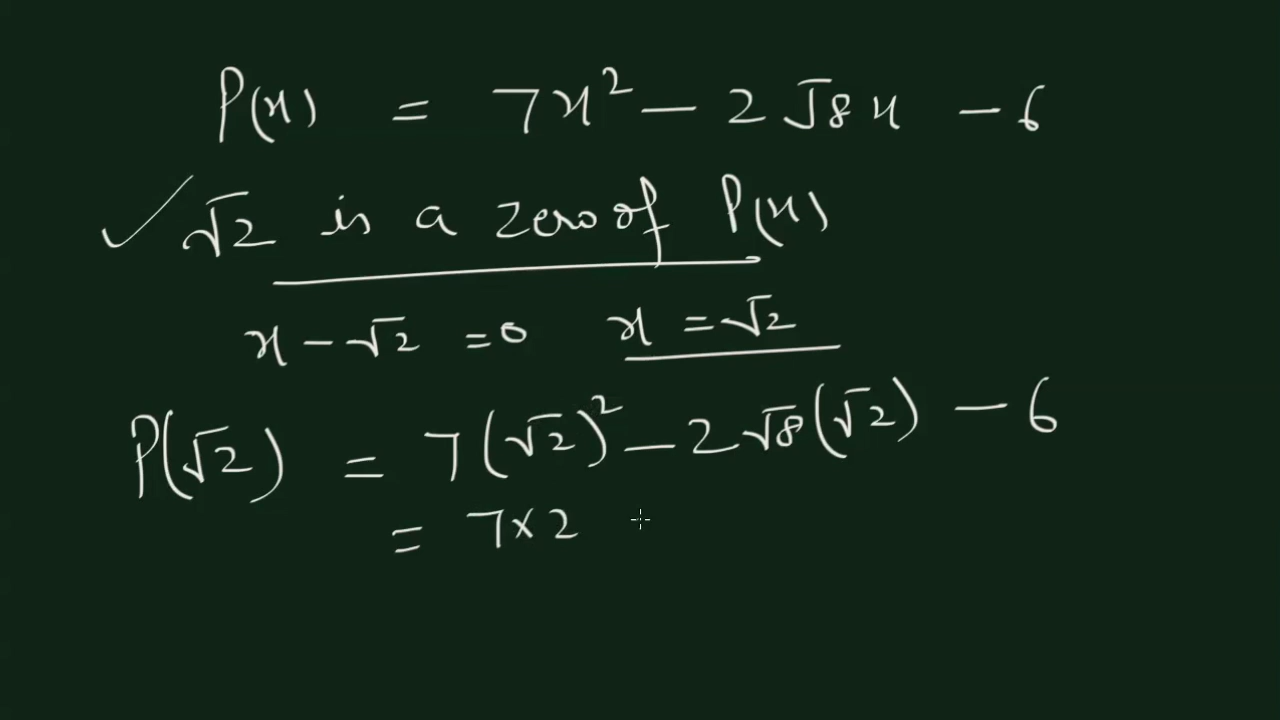 P(x) = 7x² - 2√8x - 6
√2 is a zero of P(x)
x - √2 = 0 x = √2
P(√2) = 7(√2)² - 2√8(√2) - 6
= 7×2